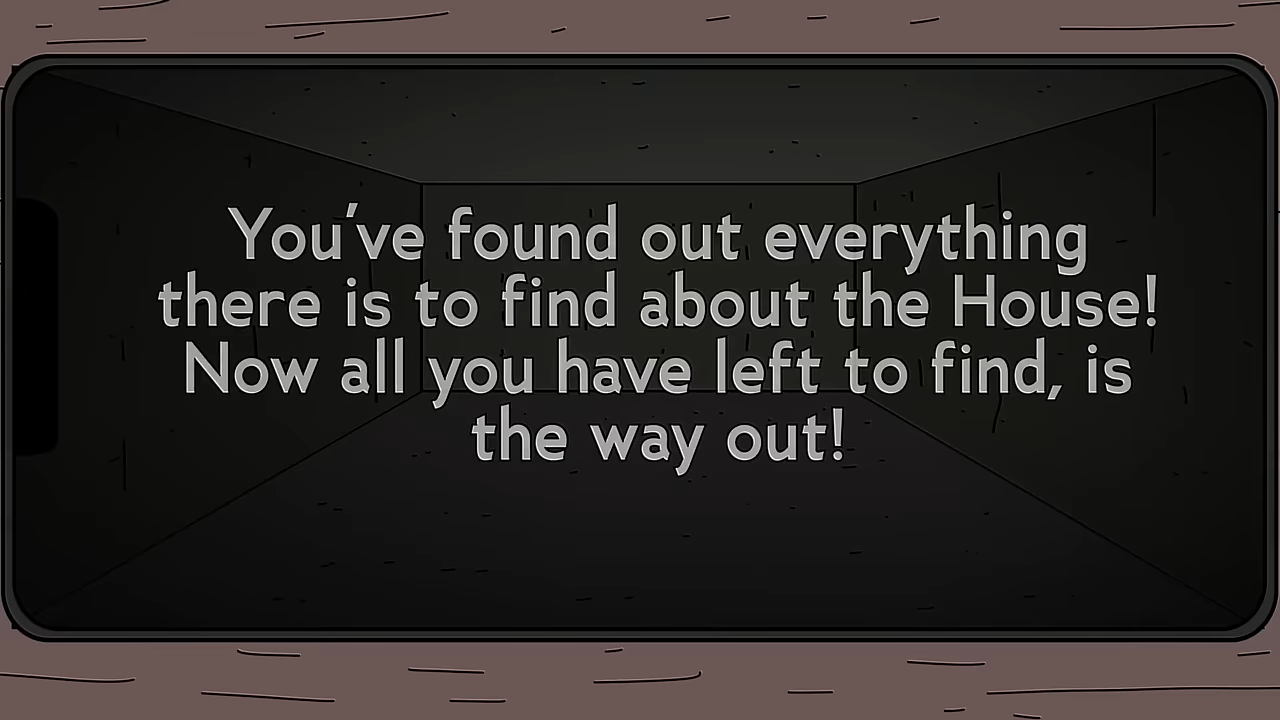 You've found out everything
there is to find about the House!
Now all you have left to find, is
the way out!